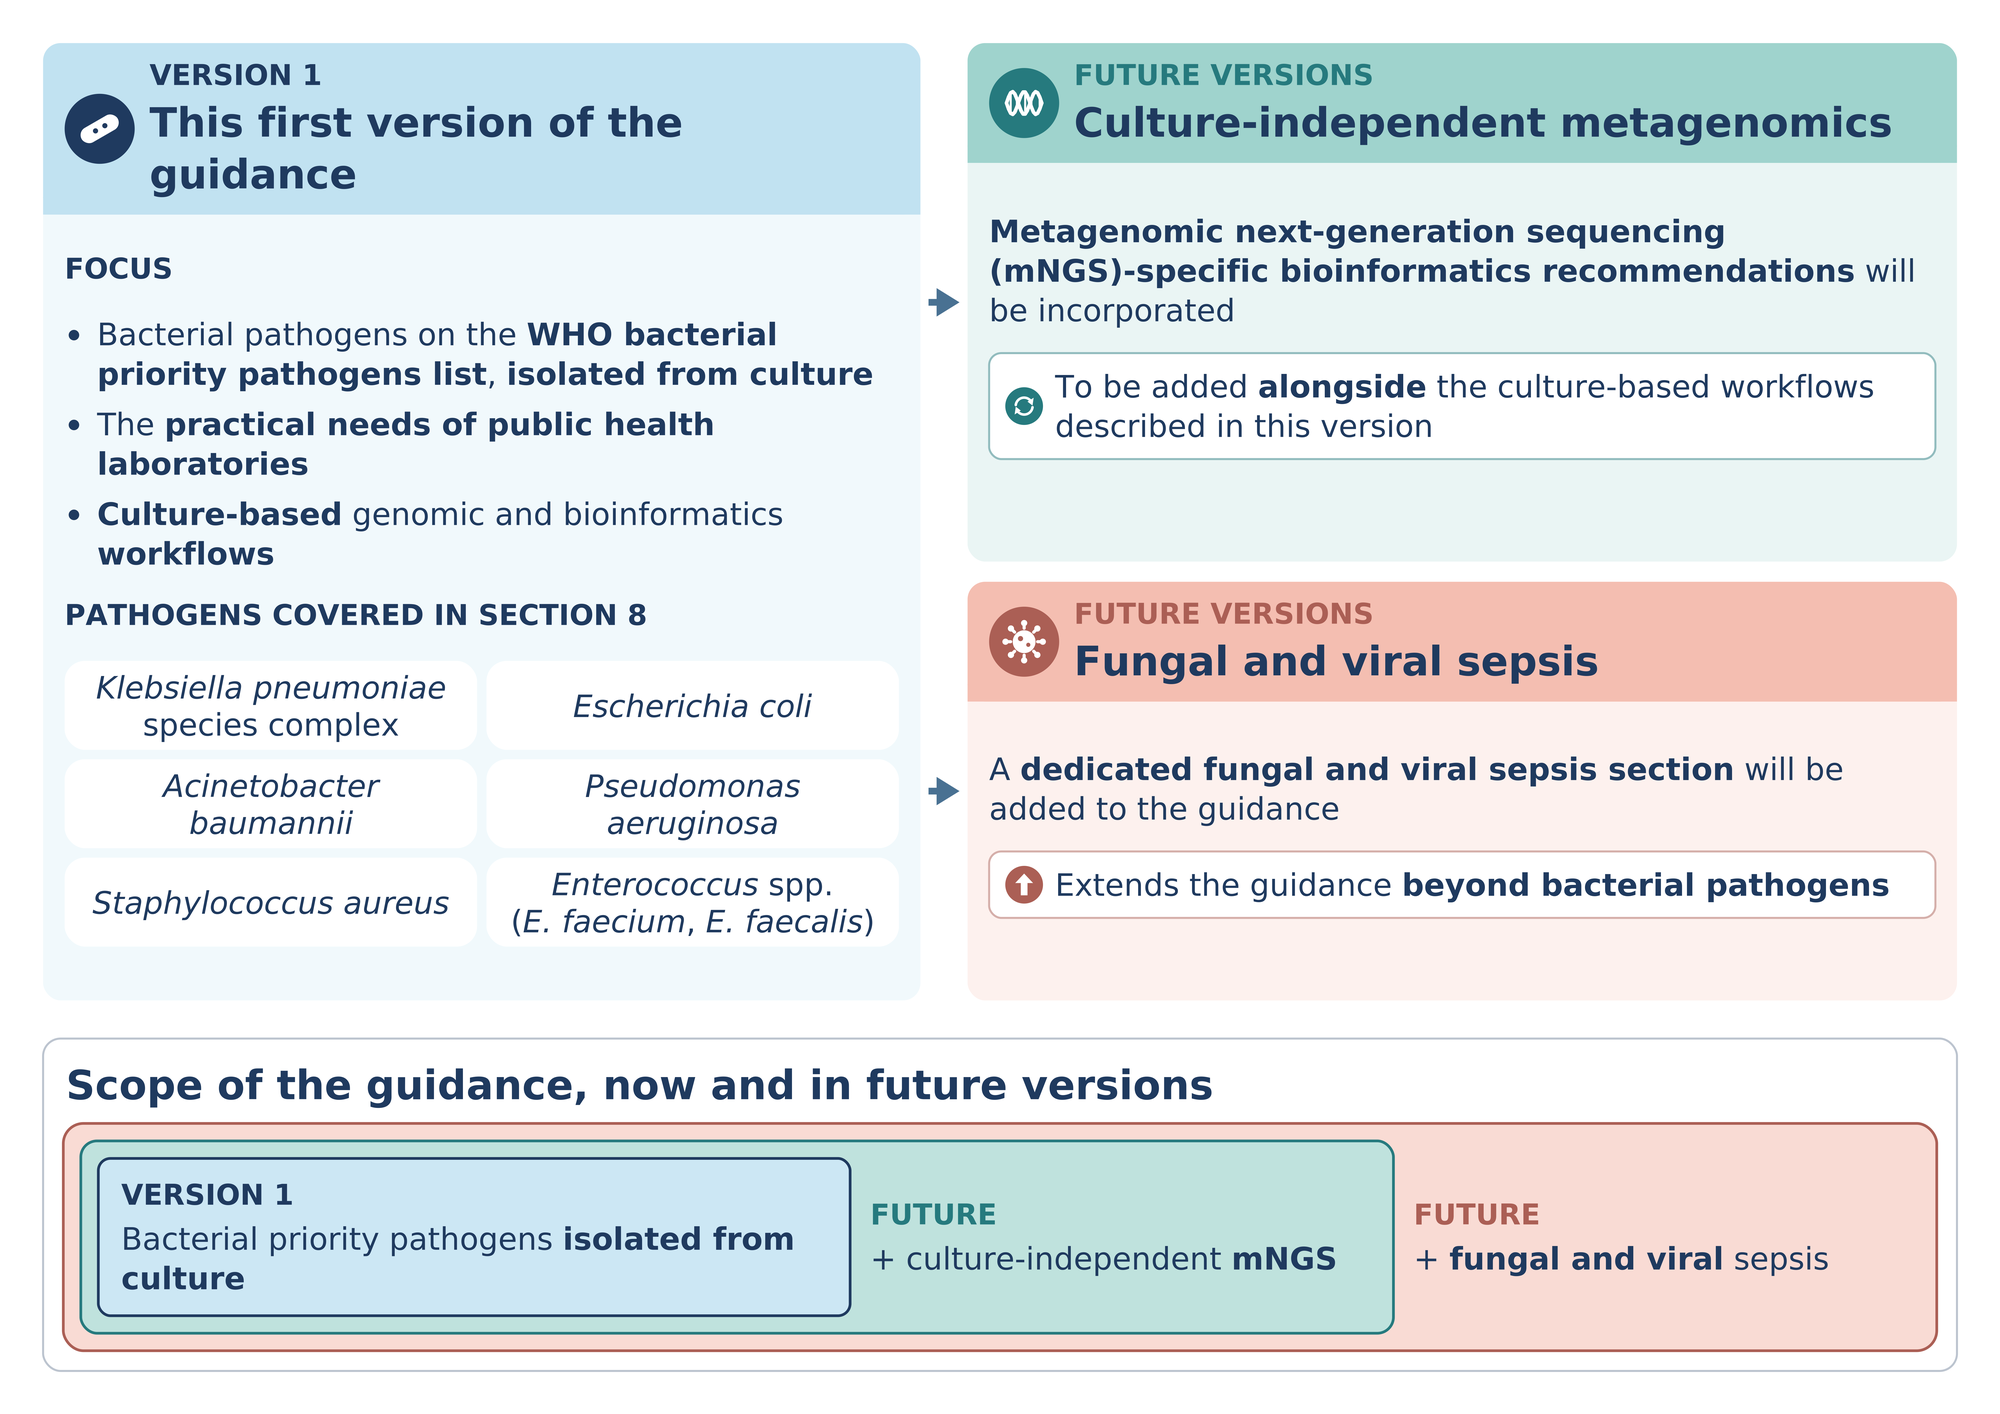 VERSION 1
This first version of the
guidance
FOCUS
• Bacterial pathogens on the WHO bacterial
priority pathogens list, isolated from culture
• The practical needs of public health
laboratories
• Culture-based genomic and bioinformatics
workflows
PATHOGENS COVERED IN SECTION 8
Klebsiella pneumoniae
species complex
Escherichia coli
Acinetobacter
baumannii
Pseudomonas
aeruginosa
Staphylococcus aureus
Enterococcus spp.
(E. faecium, E. faecalis)
FUTURE VERSIONS
Culture-independent metagenomics
Metagenomic next-generation sequencing
(mNGS)-specific bioinformatics recommendations will
be incorporated
To be added alongside the culture-based workflows
described in this version
FUTURE VERSIONS
Fungal and viral sepsis
A dedicated fungal and viral sepsis section will be
added to the guidance
Extends the guidance beyond bacterial pathogens
Scope of the guidance, now and in future versions
VERSION 1
Bacterial priority pathogens isolated from
culture
FUTURE
+ culture-independent mNGS
FUTURE
+ fungal and viral sepsis